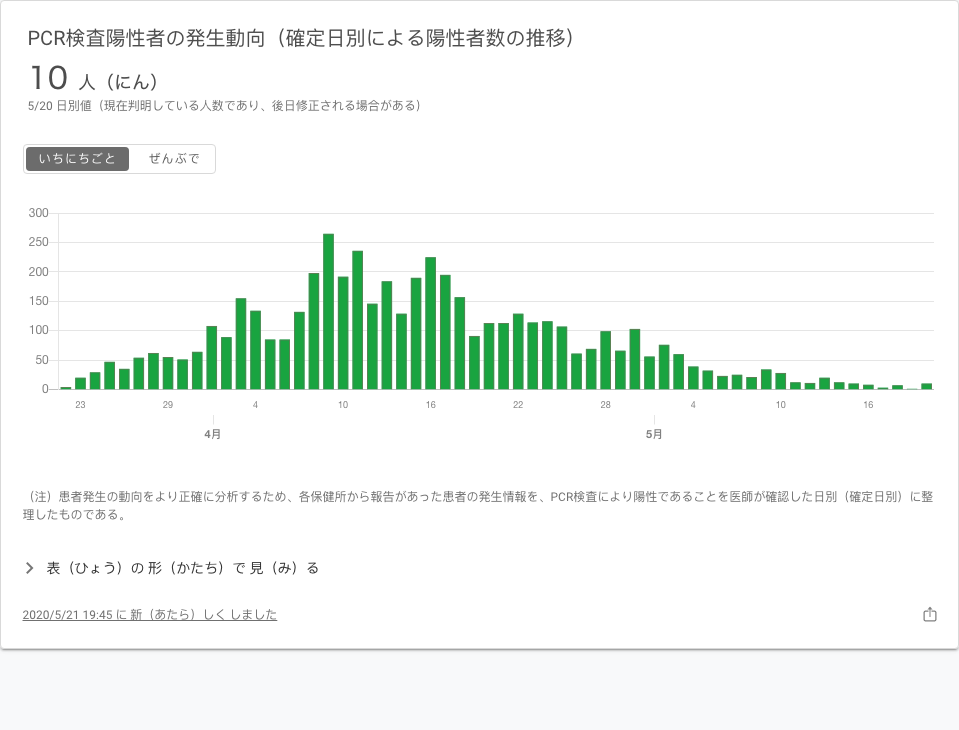 PCR検査陽性者の発生動向（確定日別による陽性者数の推移）
10 人（にん）
5/20 日別値（現在判明している人数であり、後日修正される場合がある）
いちにちごと ぜんぶで
300
250
200
150
100
50
0
23 29 4 10 16 22 28 4 10 16
4月 5月
（注）患者発生の動向をより正確に分析するため、各保健所から報告があった患者の発生情報を、PCR検査により陽性であることを医師が確認した日別（確定日別）に整
理したものである。
表（ひょう）の 形（かたち）で 見（み）る
2020/5/21 19:45 に 新（あたら）しく しました